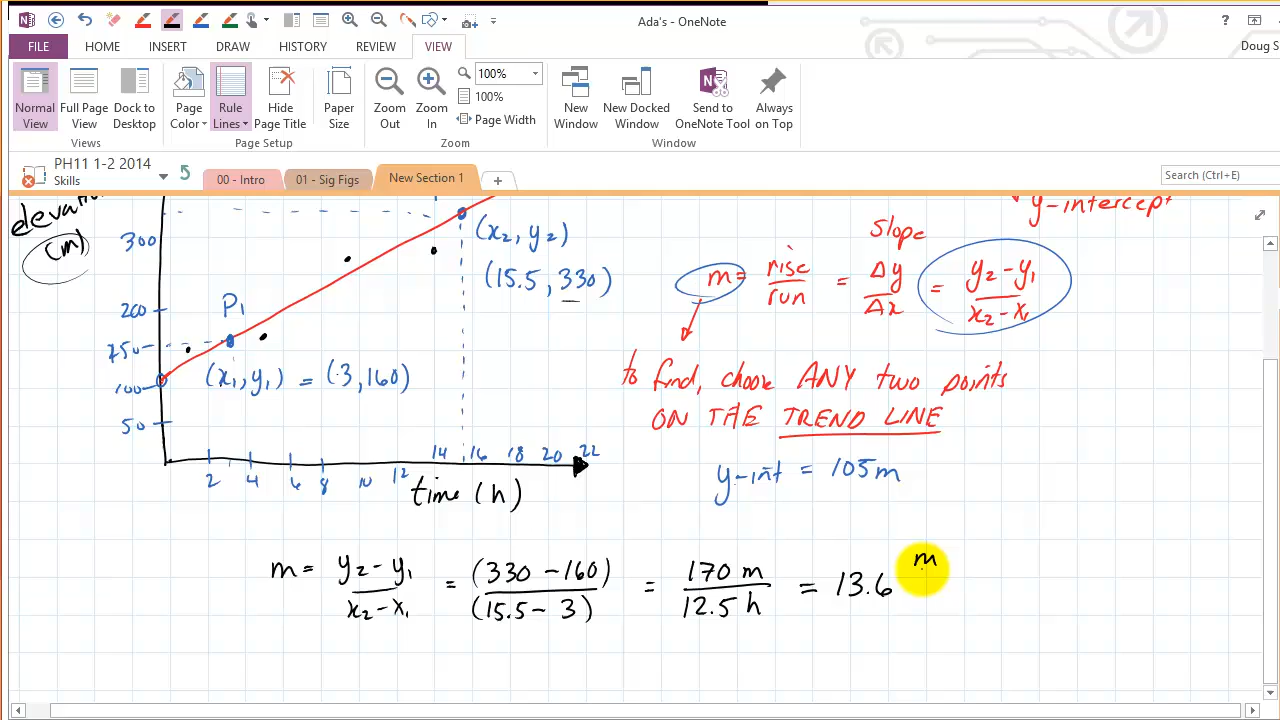 Ada's - OneNote
?
FILE HOME INSERT DRAW HISTORY REVIEW VIEW Doug S
Normal View
Full Page View
Dock to Desktop
Page Color
Rule Lines
Hide Page Title
Paper Size
Zoom Out
Zoom In
100%
100%
Page Width
New Window
New Docked Window
Send to OneNote Tool
Always on Top
Views Page Setup Zoom Window
PH11 1-2 2014
Skills
00 - Intro 01 - Sig Figs New Section 1 +
Search (Ctrl+E)
(m)
300
200
150
100
50
P1
(x₁, y₁) = (3, 160)
(x₂, y₂)
(15.5, 330)
2 4 6 8 10 12 14 16 18 20 22
time (h)
y-intercept
slope
m = rise/run = Δy/Δx = y₂-y₁/x₂-x₁
to find, choose ANY two points
ON THE TREND LINE
y-int = 105m
m = y₂-y₁/x₂-x₁ = (330-160)/(15.5-3) = 170 m/12.5 h = 13.6 m